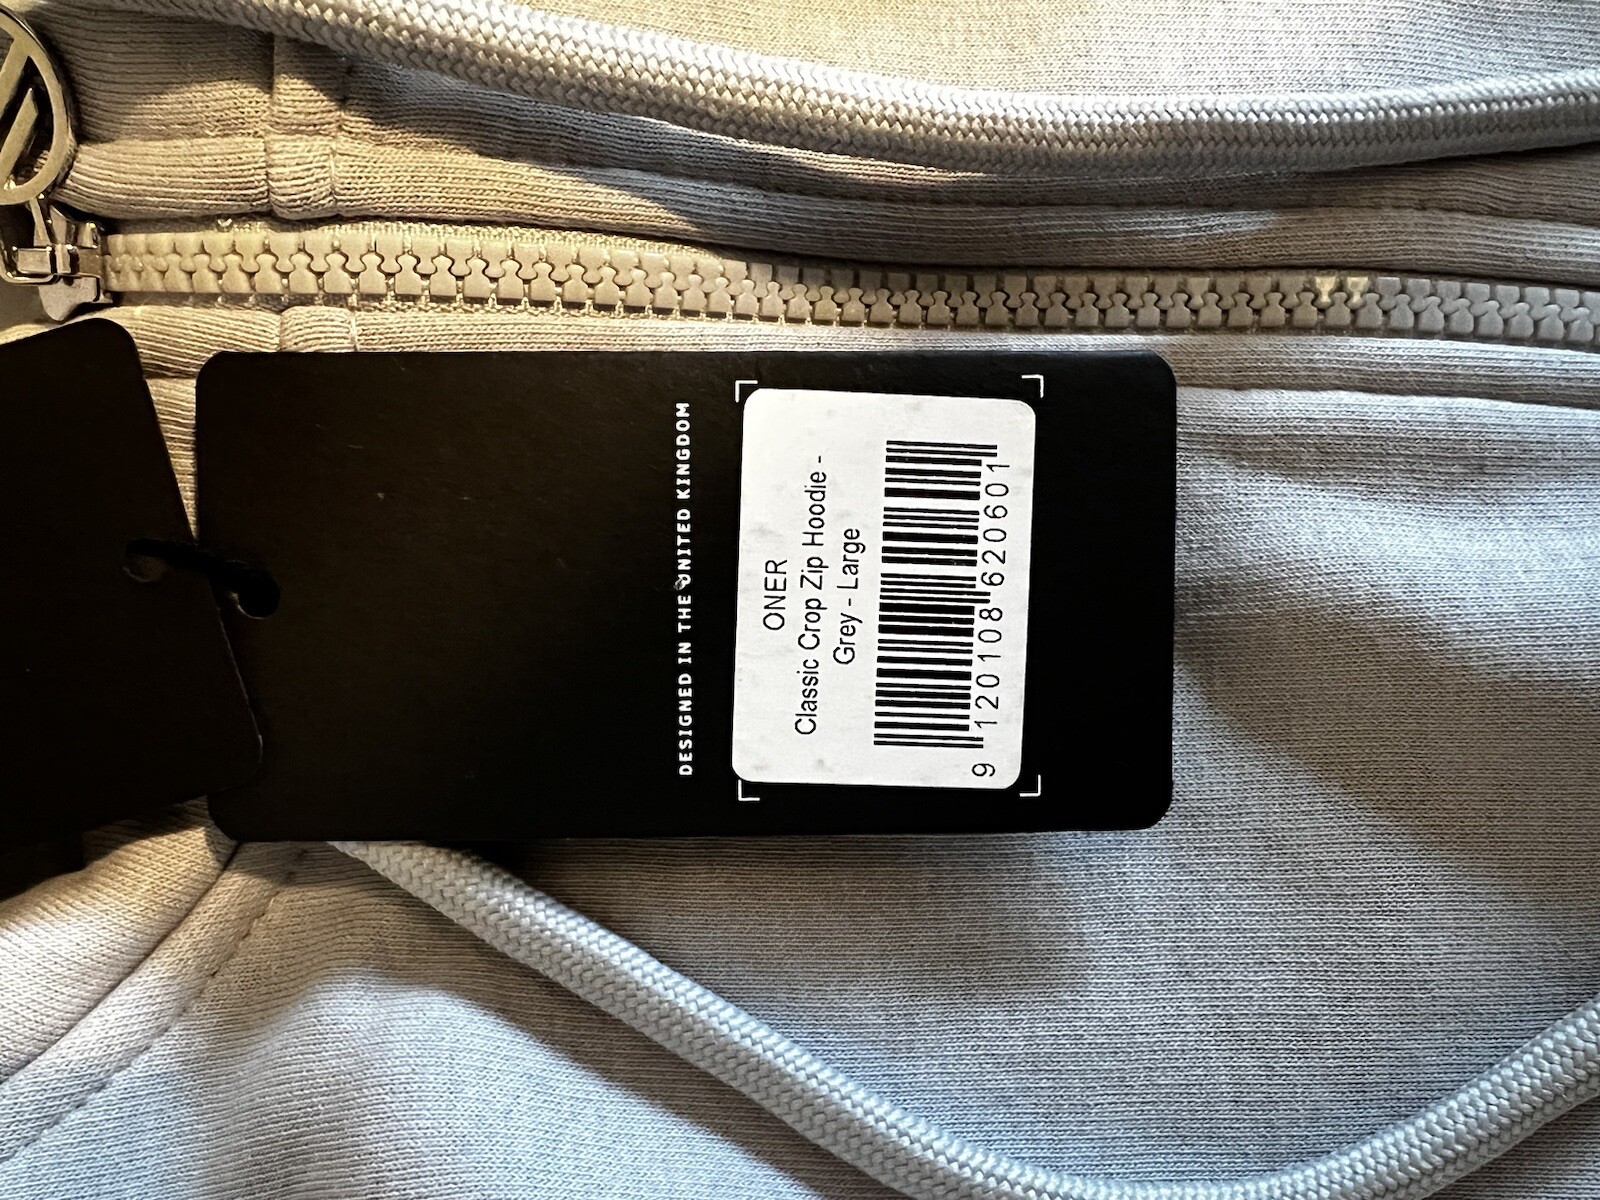 DESIGNED IN THE UNITED KINGDOM
ONER
Classic Crop Zip Hoodie -
Grey - Large
9 120108 620601